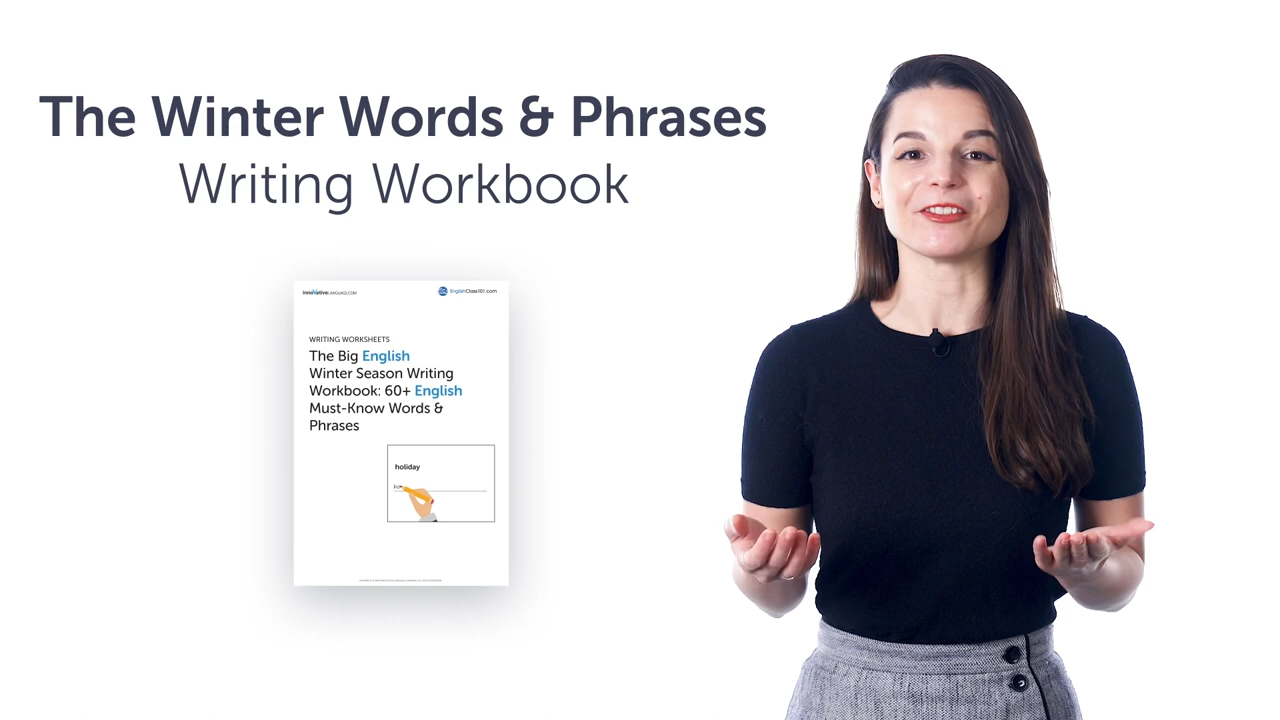 The Winter Words & Phrases
Writing Workbook
innovativeLANGUAGE.COM
EnglishClass101.com
WRITING WORKSHEETS
The Big English
Winter Season Writing
Workbook: 60+ English
Must-Know Words &
Phrases
holiday